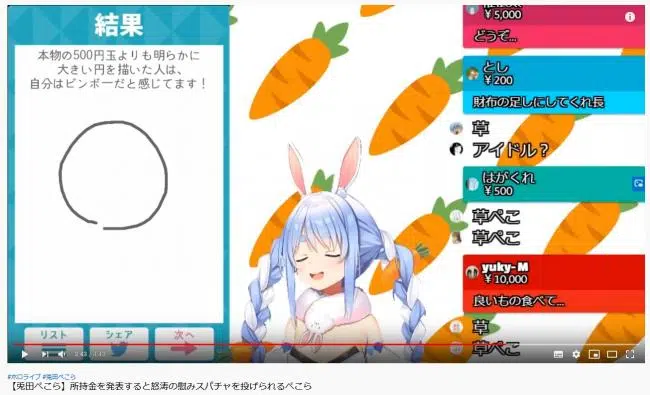 結果
本物の500円玉よりも明らかに
大きい円を描いた人は、
自分はビンボーだと感じてます！
リスト
シェア
次へ
¥5,000
どうぞ...
とし
¥200
財布の足しにしてくれ長
草
アイドル？
はがくれ
¥500
草ぺこ
草ぺこ
yuky-M
¥10,000
良いもの食べて...
草
草ぺこ
3:43 / 4:43
#ホロライブ #兎田ぺこら
【兎田ぺこら】所持金を発表すると怒涛の慰みスパチャを投げられるぺこら